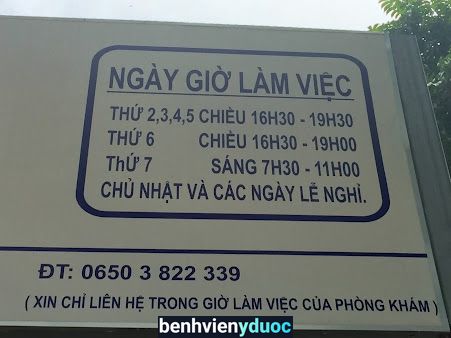 NGÀY GIỜ LÀM VIỆC
THỨ 2,3,4,5 CHIỀU 16H30 - 19H30
THỨ 6 CHIỀU 16H30 - 19H00
ThỨ 7 SÁNG 7H30 - 11H00
CHỦ NHẬT VÀ CÁC NGÀY LỄ NGHỈ.
ĐT: 0650 3 822 339
( XIN CHỈ LIÊN HỆ TRONG GIỜ LÀM VIỆC CỦA PHÒNG KHÁM )
benhvienyduoc